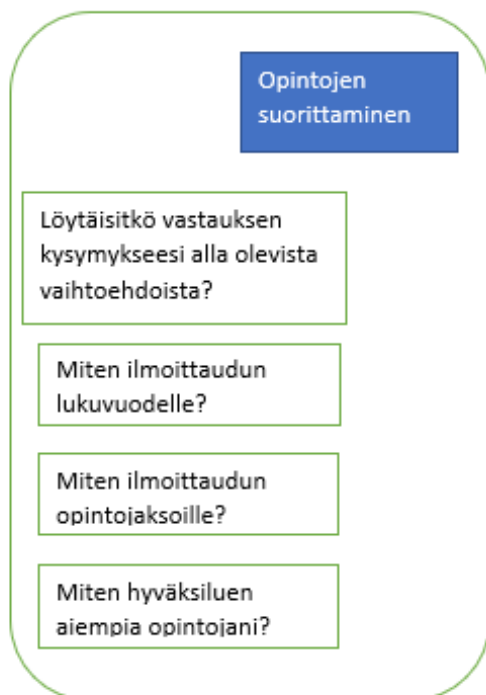 Opintojen
suorittaminen
Löytäisitkö vastauksen
kysymykseesi alla olevista
vaihtoehdoista?
Miten ilmoittaudun
lukuvuodelle?
Miten ilmoittaudun
opintojaksoille?
Miten hyväksiluen
aiempia opintojani?